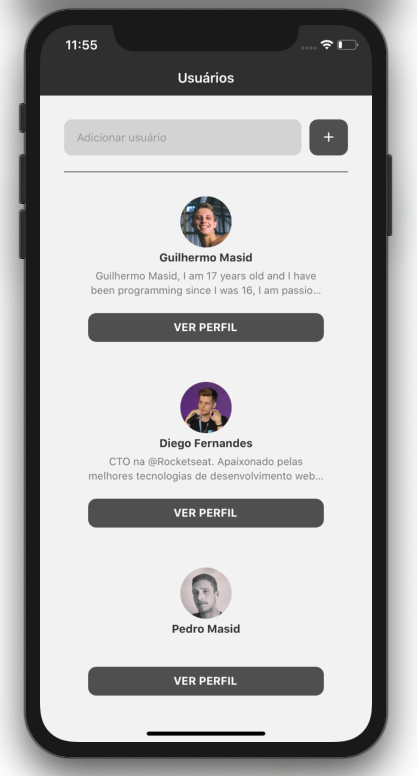 11:55
Usuários
Adicionar usuário
+
Guilhermo Masid
Guilhermo Masid, I am 17 years old and I have
been programming since I was 16, I am passio...
VER PERFIL
Diego Fernandes
CTO na @Rocketseat. Apaixonado pelas
melhores tecnologias de desenvolvimento web...
VER PERFIL
Pedro Masid
VER PERFIL